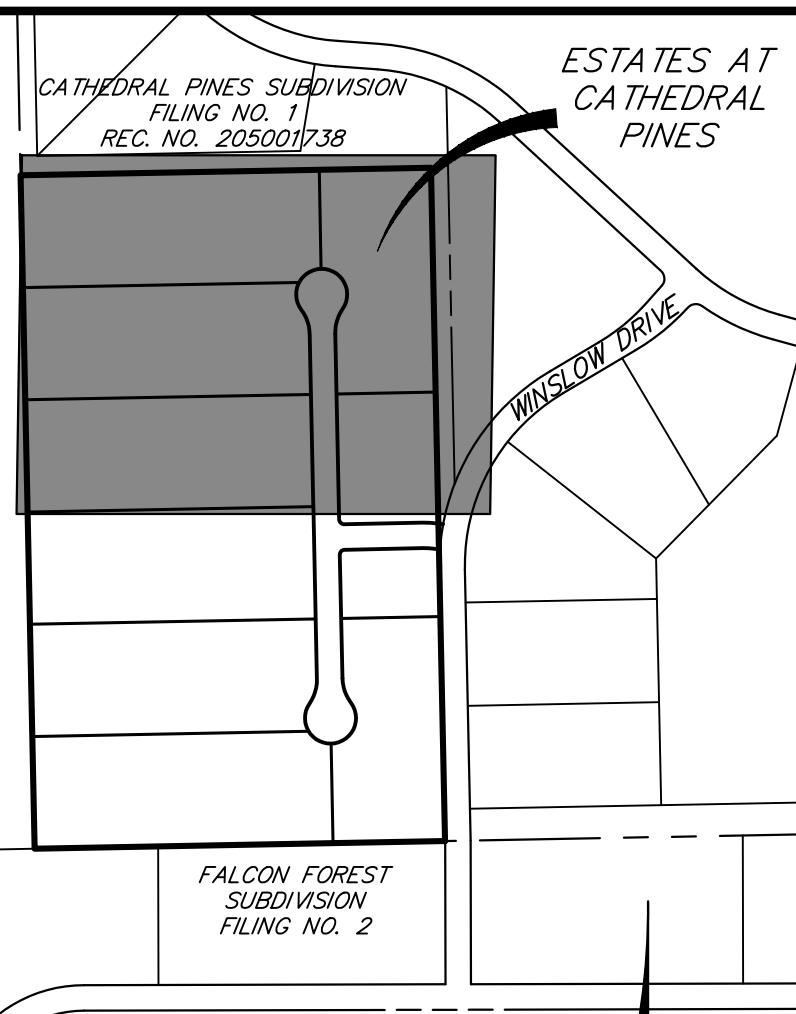 ESTATES AT
CATHEDRAL
PINES
CATHEDRAL PINES SUBDIVISION
FILING NO. 1
REC. NO. 205001738
WINSLOW DRIVE
FALCON FOREST
SUBDIVISION
FILING NO. 2